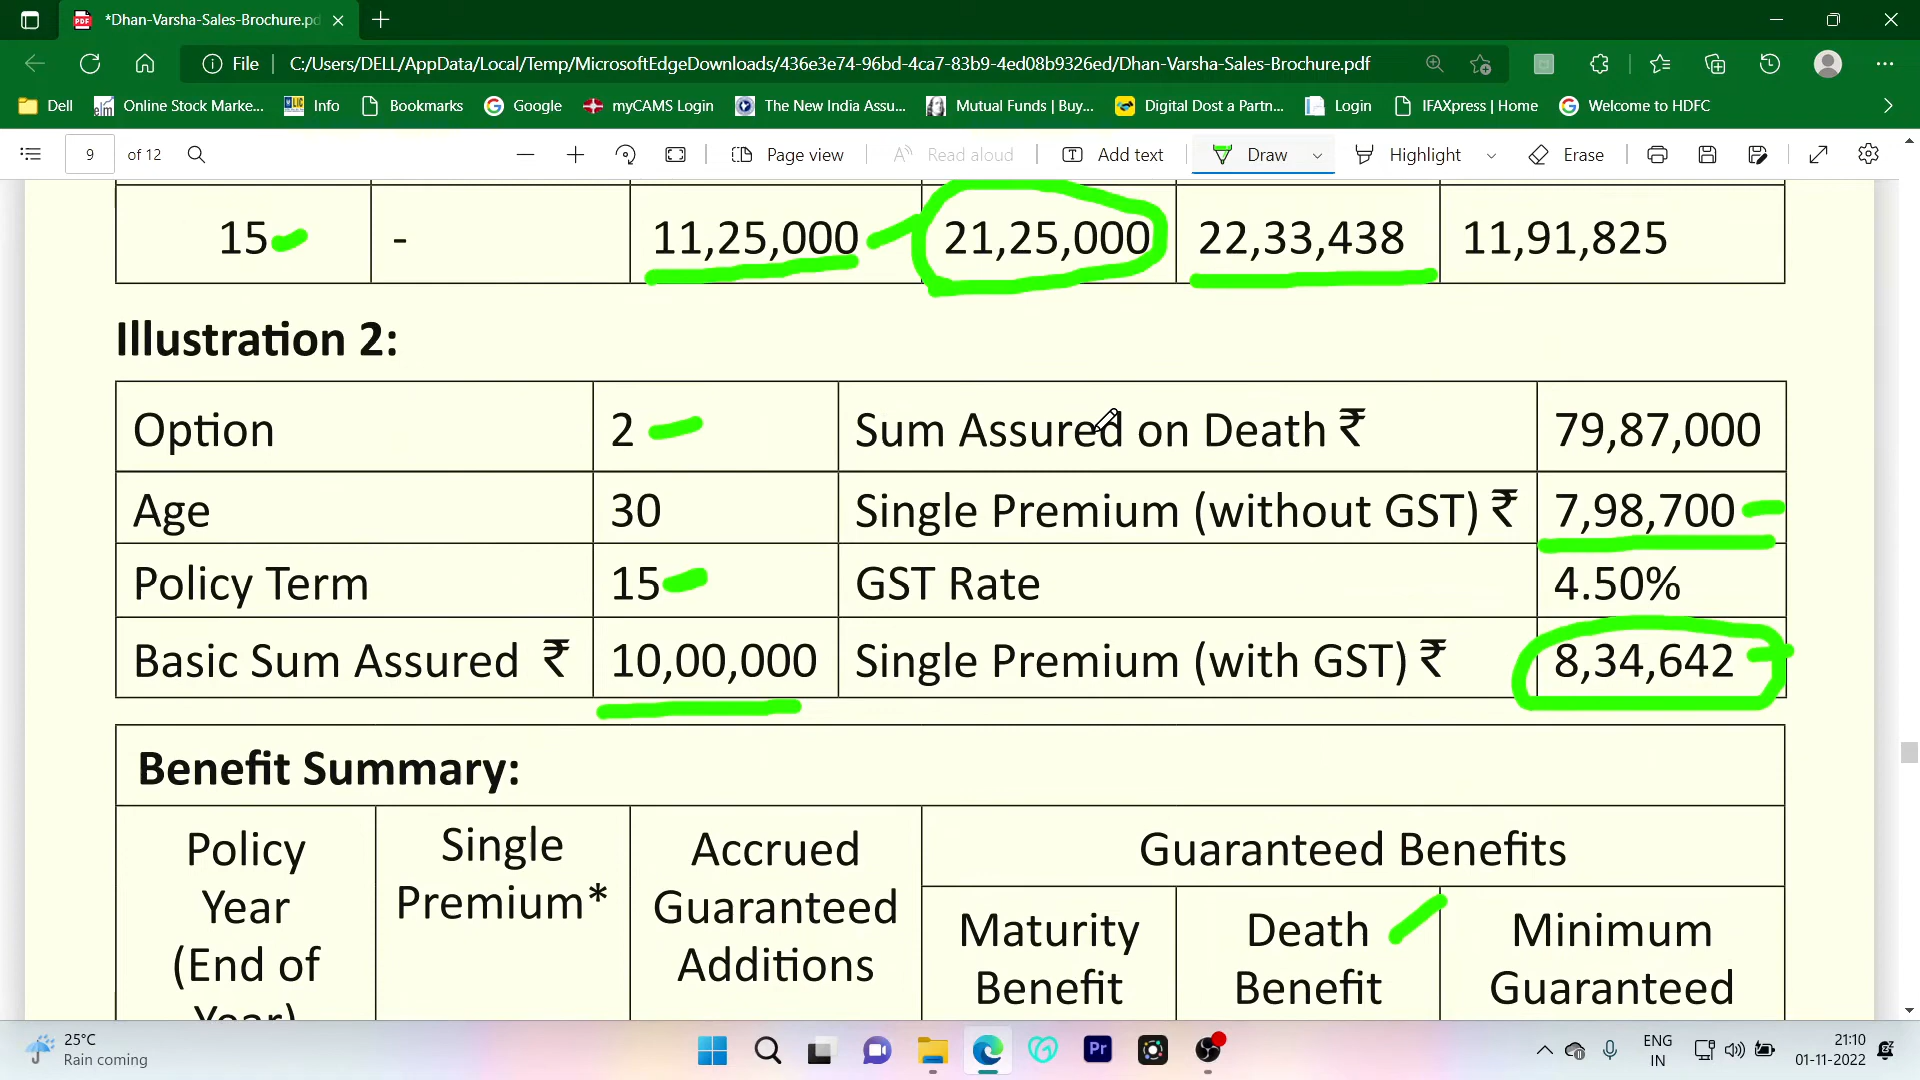 *Dhan-Varsha-Sales-Brochure.pd
File C:/Users/DELL/AppData/Local/Temp/MicrosoftEdgeDownloads/436e3e74-96bd-4ca7-83b9-4ed08b9326ed/Dhan-Varsha-Sales-Brochure.pdf
Dell Online Stock Marke... Info Bookmarks Google myCAMS Login The New India Assu... Mutual Funds | Buy... Digital Dost a Partn... Login IFAXpress | Home Welcome to HDFC
9 of 12 Page view Read aloud Add text Draw Highlight Erase
15 - 11,25,000 21,25,000 22,33,438 11,91,825
Illustration 2:
Option 2 Sum Assured on Death ₹ 79,87,000
Age 30 Single Premium (without GST) ₹ 7,98,700
Policy Term 15 GST Rate 4.50%
Basic Sum Assured ₹ 10,00,000 Single Premium (with GST) ₹ 8,34,642
Benefit Summary:
Policy
Year
(End of
Year)
Single
Premium*
Accrued
Guaranteed
Additions
Guaranteed Benefits
Maturity
Benefit
Death
Benefit
Minimum
Guaranteed
25°C
Rain coming
Pr
ENG
IN
21:10
01-11-2022